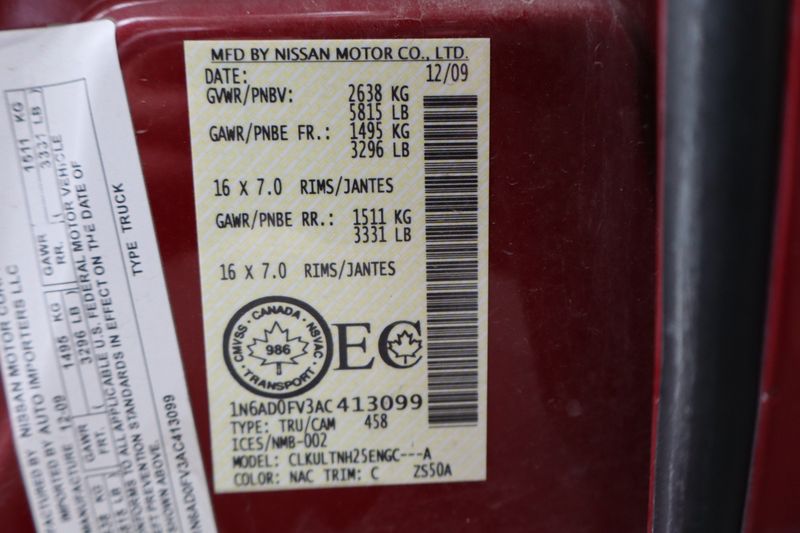 MFD BY NISSAN MOTOR CO., LTD.
DATE: 12/09
GVWR/PNBV: 2638 KG
5815 LB
GAWR/PNBE FR.: 1495 KG
3296 LB
16 X 7.0 RIMS/JANTES
GAWR/PNBE RR.: 1511 KG
3331 LB
16 X 7.0 RIMS/JANTES
CANADA
CMVSS NSVAC
986
TRANSPORT
EC
1N6AD0FV3AC413099
TYPE: TRU/CAM 458
ICES/NMB-002
MODEL: CLKULTNH25ENGC---A
COLOR: NAC TRIM: C ZS50A
BY NISSAN MOTOR
BY AUTO IMPORTERS LLC
12-09
GAWR FRT. 1495 KG ( 3296 LB )
GAWR RR. 1511 KG ( 3331 LB )
TO ALL APPLICABLE U.S. FEDERAL MOTOR VEHICLE
STANDARDS IN EFFECT ON THE DATE OF
SHOWN ABOVE.
1N6AD0FV3AC413099 TYPE TRUCK